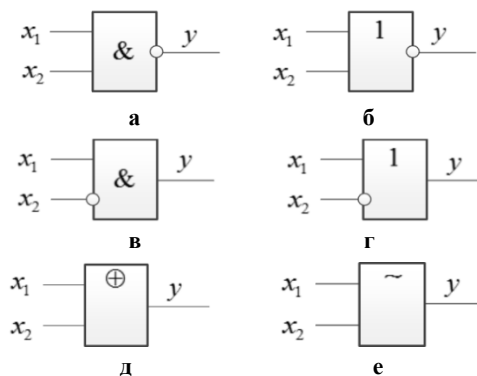 x₁ & y x₁ 1 y
x₂ x₂
а б
x₁ & y x₁ 1 y
x₂ x₂
в г
x₁ ⊕ y x₁ ~ y
x₂ x₂
д е